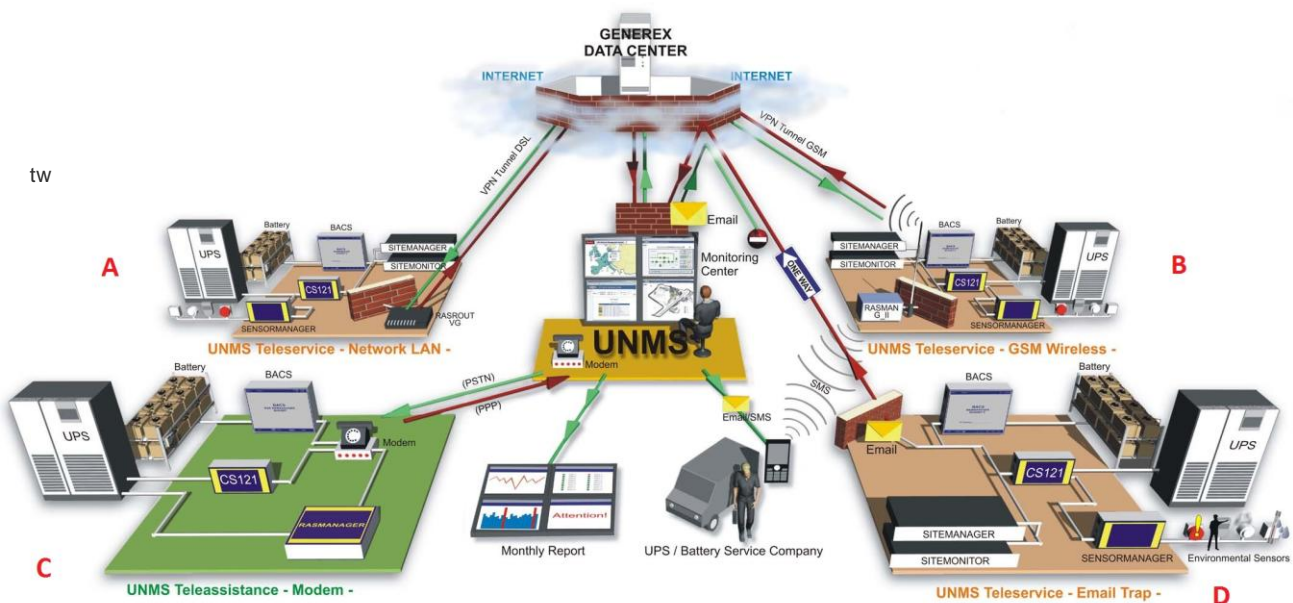 GENEREX
DATA CENTER
INTERNET
INTERNET
VPN Tunnel DSL
VPN Tunnel GSM
tw
Email
Monitoring
Center
ONE WAY
A
UPS
Battery
BACS
BACS
SITEMANAGER
SITEMONITOR
CS121
SENSORMANAGER
RASROUT
VG
UNMS Teleservice - Network LAN -
B
SITEMANAGER
SITEMONITOR
BACS
BACS
Battery
UPS
CS121
RASMAN
G_II
SENSORMANAGER
UNMS Teleservice - GSM Wireless -
UNMS
Modem
(PSTN)
(PPP)
Email/SMS
SMS
C
UPS
Battery
BACS
BACS
Modem
CS121
RASMANAGER
UNMS Teleassistance - Modem -
Attention!
Monthly Report
UPS / Battery Service Company
Email
BACS
BACS
Battery
UPS
CS121
SITEMANAGER
SITEMONITOR
SENSORMANAGER
Environmental Sensors
UNMS Teleservice - Email Trap -
D